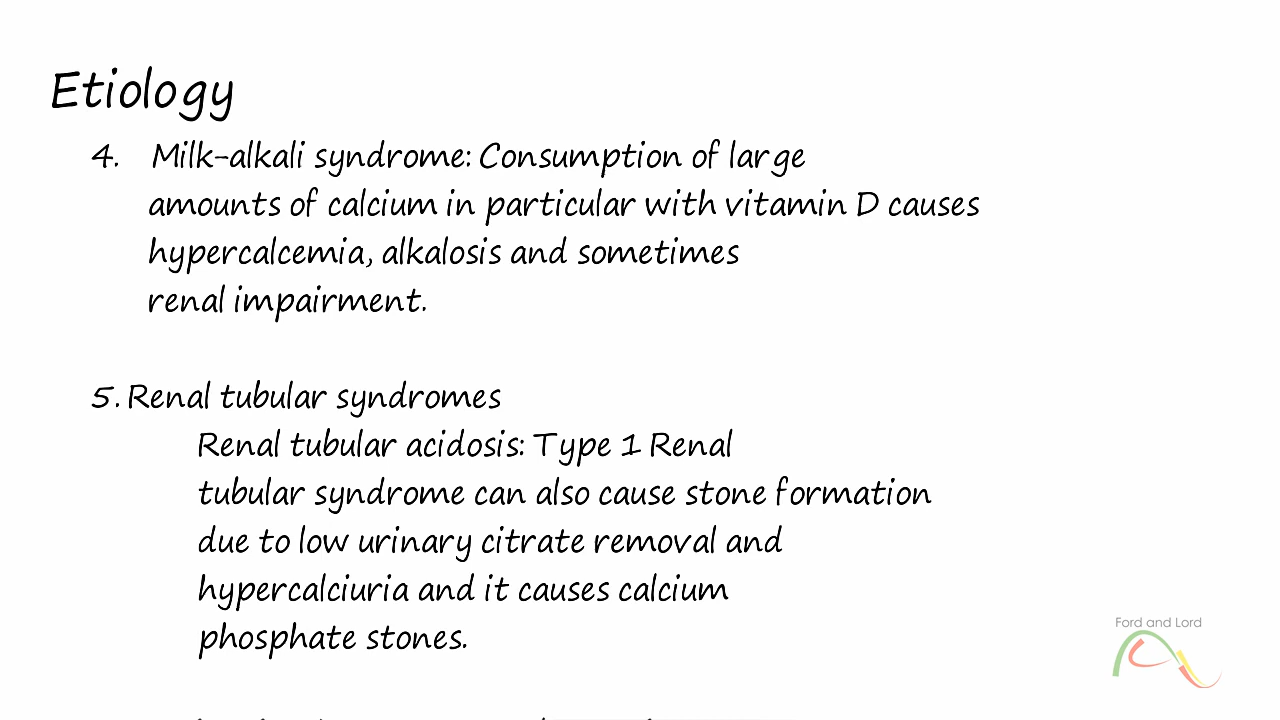 Etiology
4. Milk-alkali syndrome: Consumption of large
amounts of calcium in particular with vitamin D causes
hypercalcemia, alkalosis and sometimes
renal impairment.
5. Renal tubular syndromes
Renal tubular acidosis: Type 1 Renal
tubular syndrome can also cause stone formation
due to low urinary citrate removal and
hypercalciuria and it causes calcium
phosphate stones.
Ford and Lord